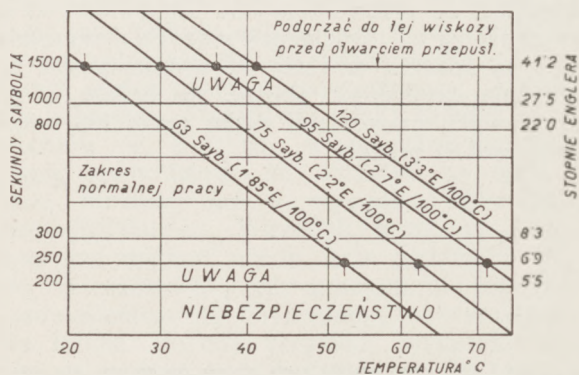 Podgrzać do tej wiskozy
przed otwarciem przepust.
SEKUNDY SAYBOLTA
1500
1000
800
300
250
200
UWAGA
120 Sayb. (3·3°E/100°C)
95 Sayb. (2·7°E/100°C)
75 Sayb. (2·2°E/100°C)
63 Sayb. (1·85°E/100°C)
Zakres
normalnej pracy
UWAGA
NIEBEZPIECZEŃSTWO
41·2
27·5
22·0
8·3
6·9
5·5
STOPNIE ENGLERA
20 30 40 50 60 70
TEMPERATURA °C